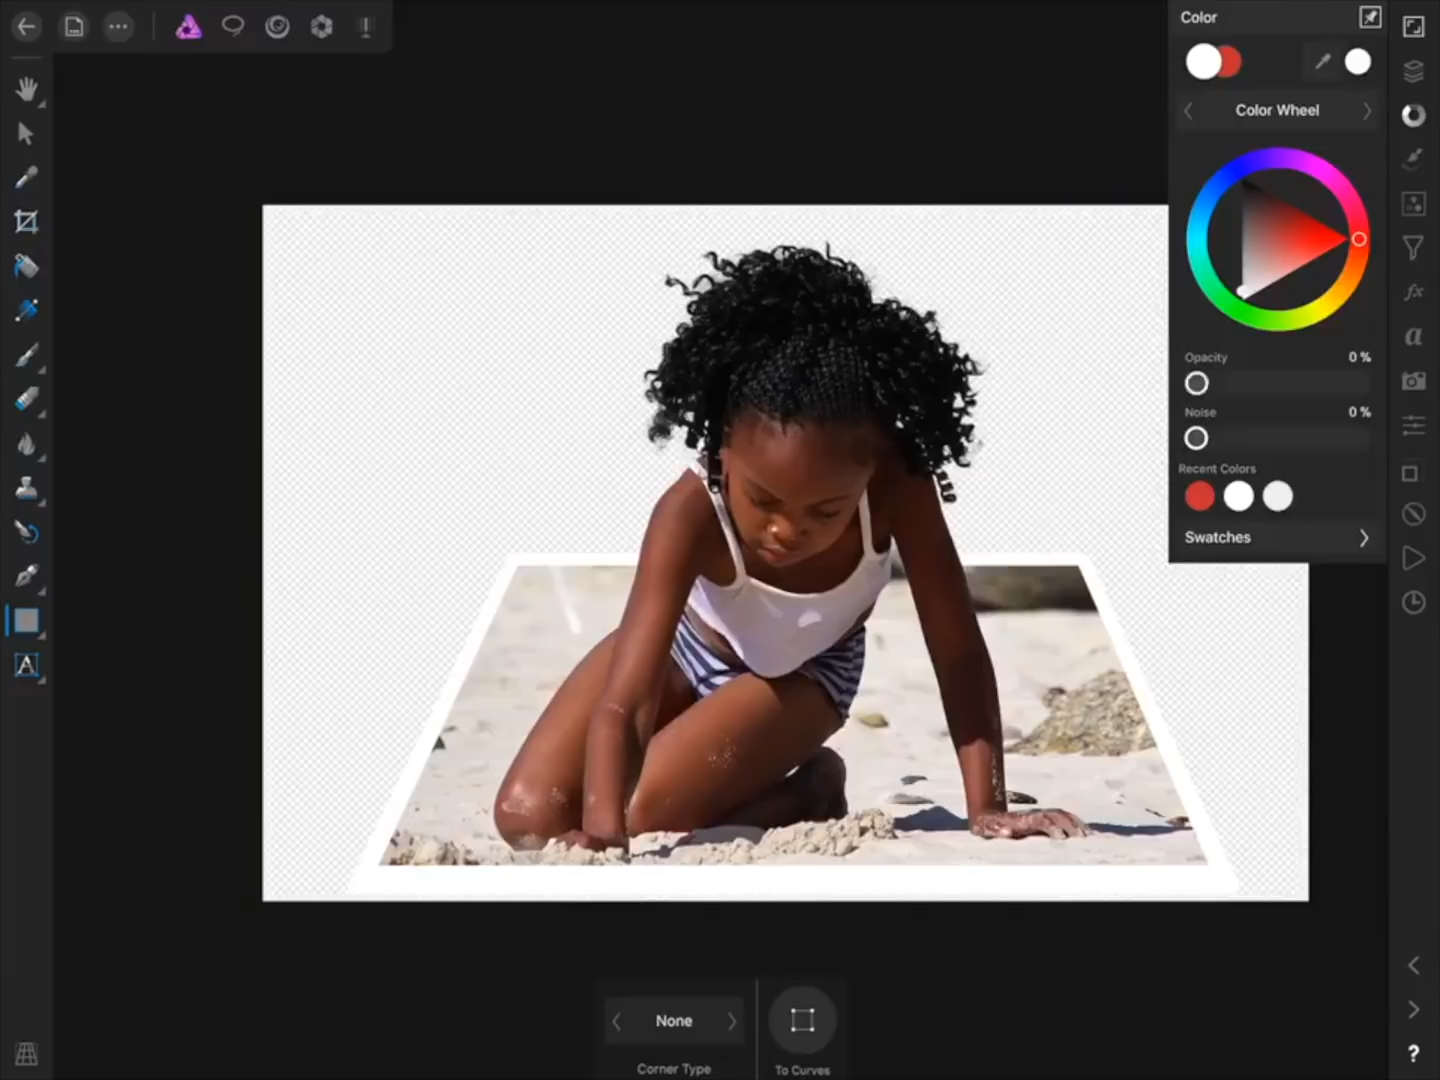 Color
Color Wheel
Opacity 0 %
Noise 0 %
Recent Colors
Swatches
None
Corner Type
To Curves